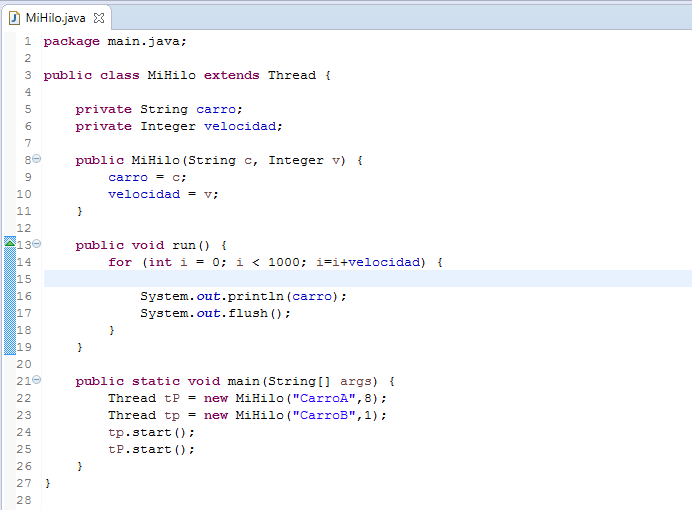 MiHilo.java
1 package main.java;
2
3 public class MiHilo extends Thread {
4
5     private String carro;
6     private Integer velocidad;
7
8     public MiHilo(String c, Integer v) {
9         carro = c;
10         velocidad = v;
11     }
12
13     public void run() {
14         for (int i = 0; i < 1000; i=i+velocidad) {
15
16             System.out.println(carro);
17             System.out.flush();
18         }
19     }
20
21     public static void main(String[] args) {
22         Thread tP = new MiHilo("CarroA",8);
23         Thread tp = new MiHilo("CarroB",1);
24         tp.start();
25         tP.start();
26     }
27 }
28